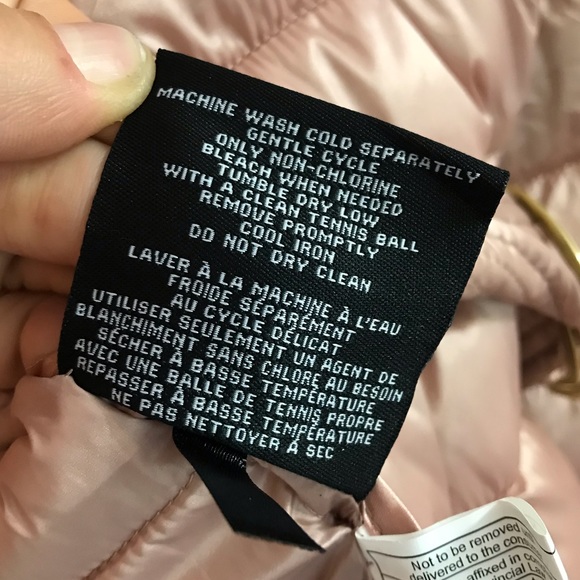 MACHINE WASH COLD SEPARATELY
GENTLE CYCLE
ONLY NON-CHLORINE
BLEACH WHEN NEEDED
TUMBLE DRY LOW
WITH A CLEAN TENNIS BALL
REMOVE PROMPTLY
COOL IRON
DO NOT DRY CLEAN
LAVER À LA MACHINE À L'EAU
FROIDE SÉPARÉMENT
AU CYCLE DÉLICAT
UTILISER SEULEMENT UN AGENT DE
BLANCHIMENT SANS CHLORE AU BESOIN
SÉCHER À BASSE TEMPÉRATURE
AVEC UNE BALLE DE TENNIS PROPRE
REPASSER À BASSE TEMPÉRATURE
NE PAS NETTOYER À SEC
Not to be removed
delivered to the cons
affixed in